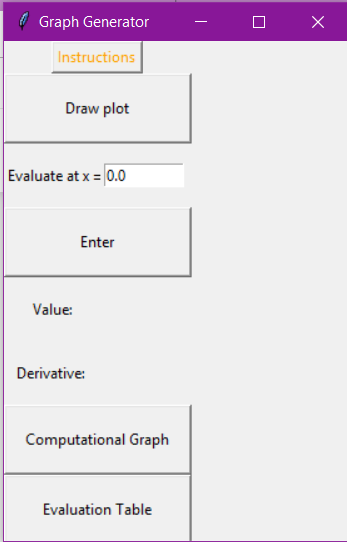 Graph Generator
Instructions
Draw plot
Evaluate at x = 0.0
Enter
Value:
Derivative:
Computational Graph
Evaluation Table